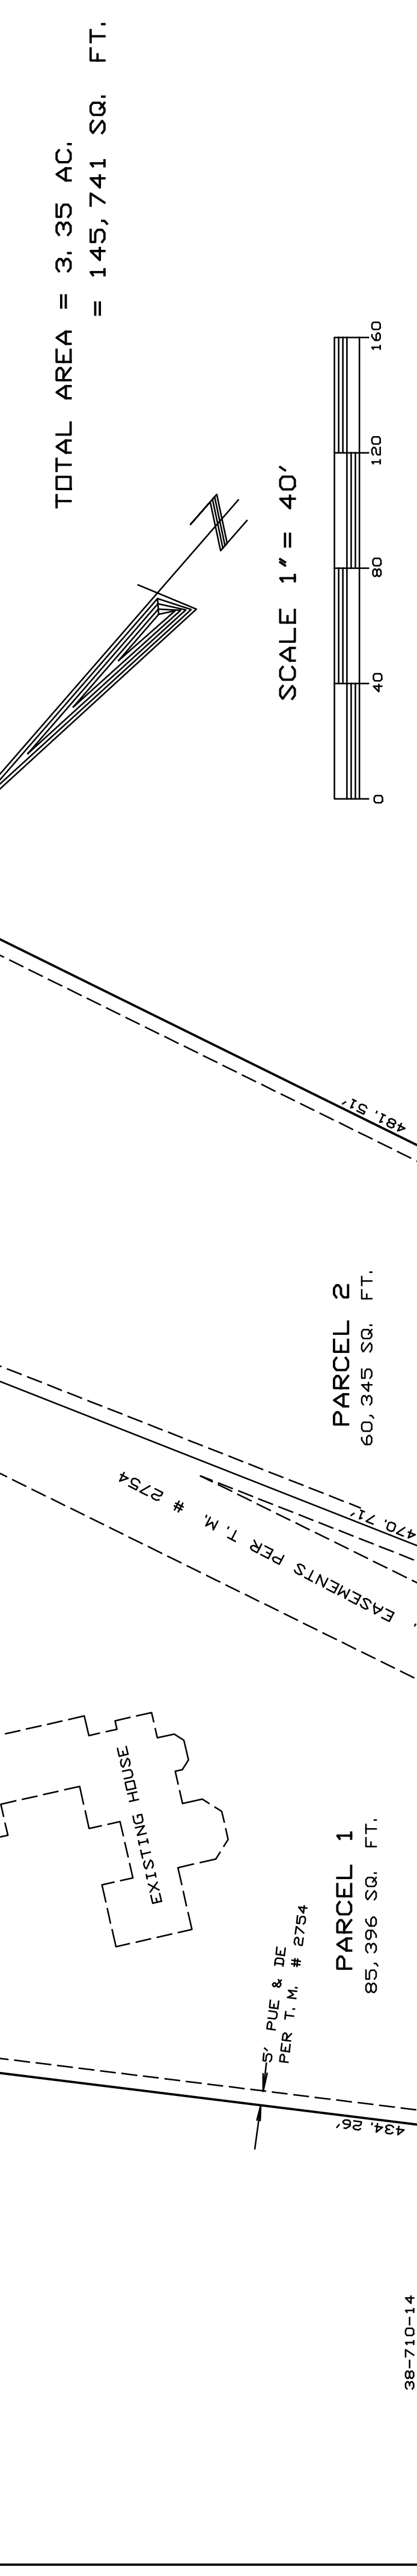 TOTAL AREA = 3.35 AC.
= 145,741 SQ. FT.
SCALE 1"= 40'
0 40 80 120 160
481.51'
PARCEL 2
60,345 SQ. FT.
470.71'
EASEMENTS PER T.M. # 2754
EXISTING HOUSE
PARCEL 1
85,396 SQ. FT.
5' PUE & DE
PER T.M. # 2754
434.26'
38-710-14